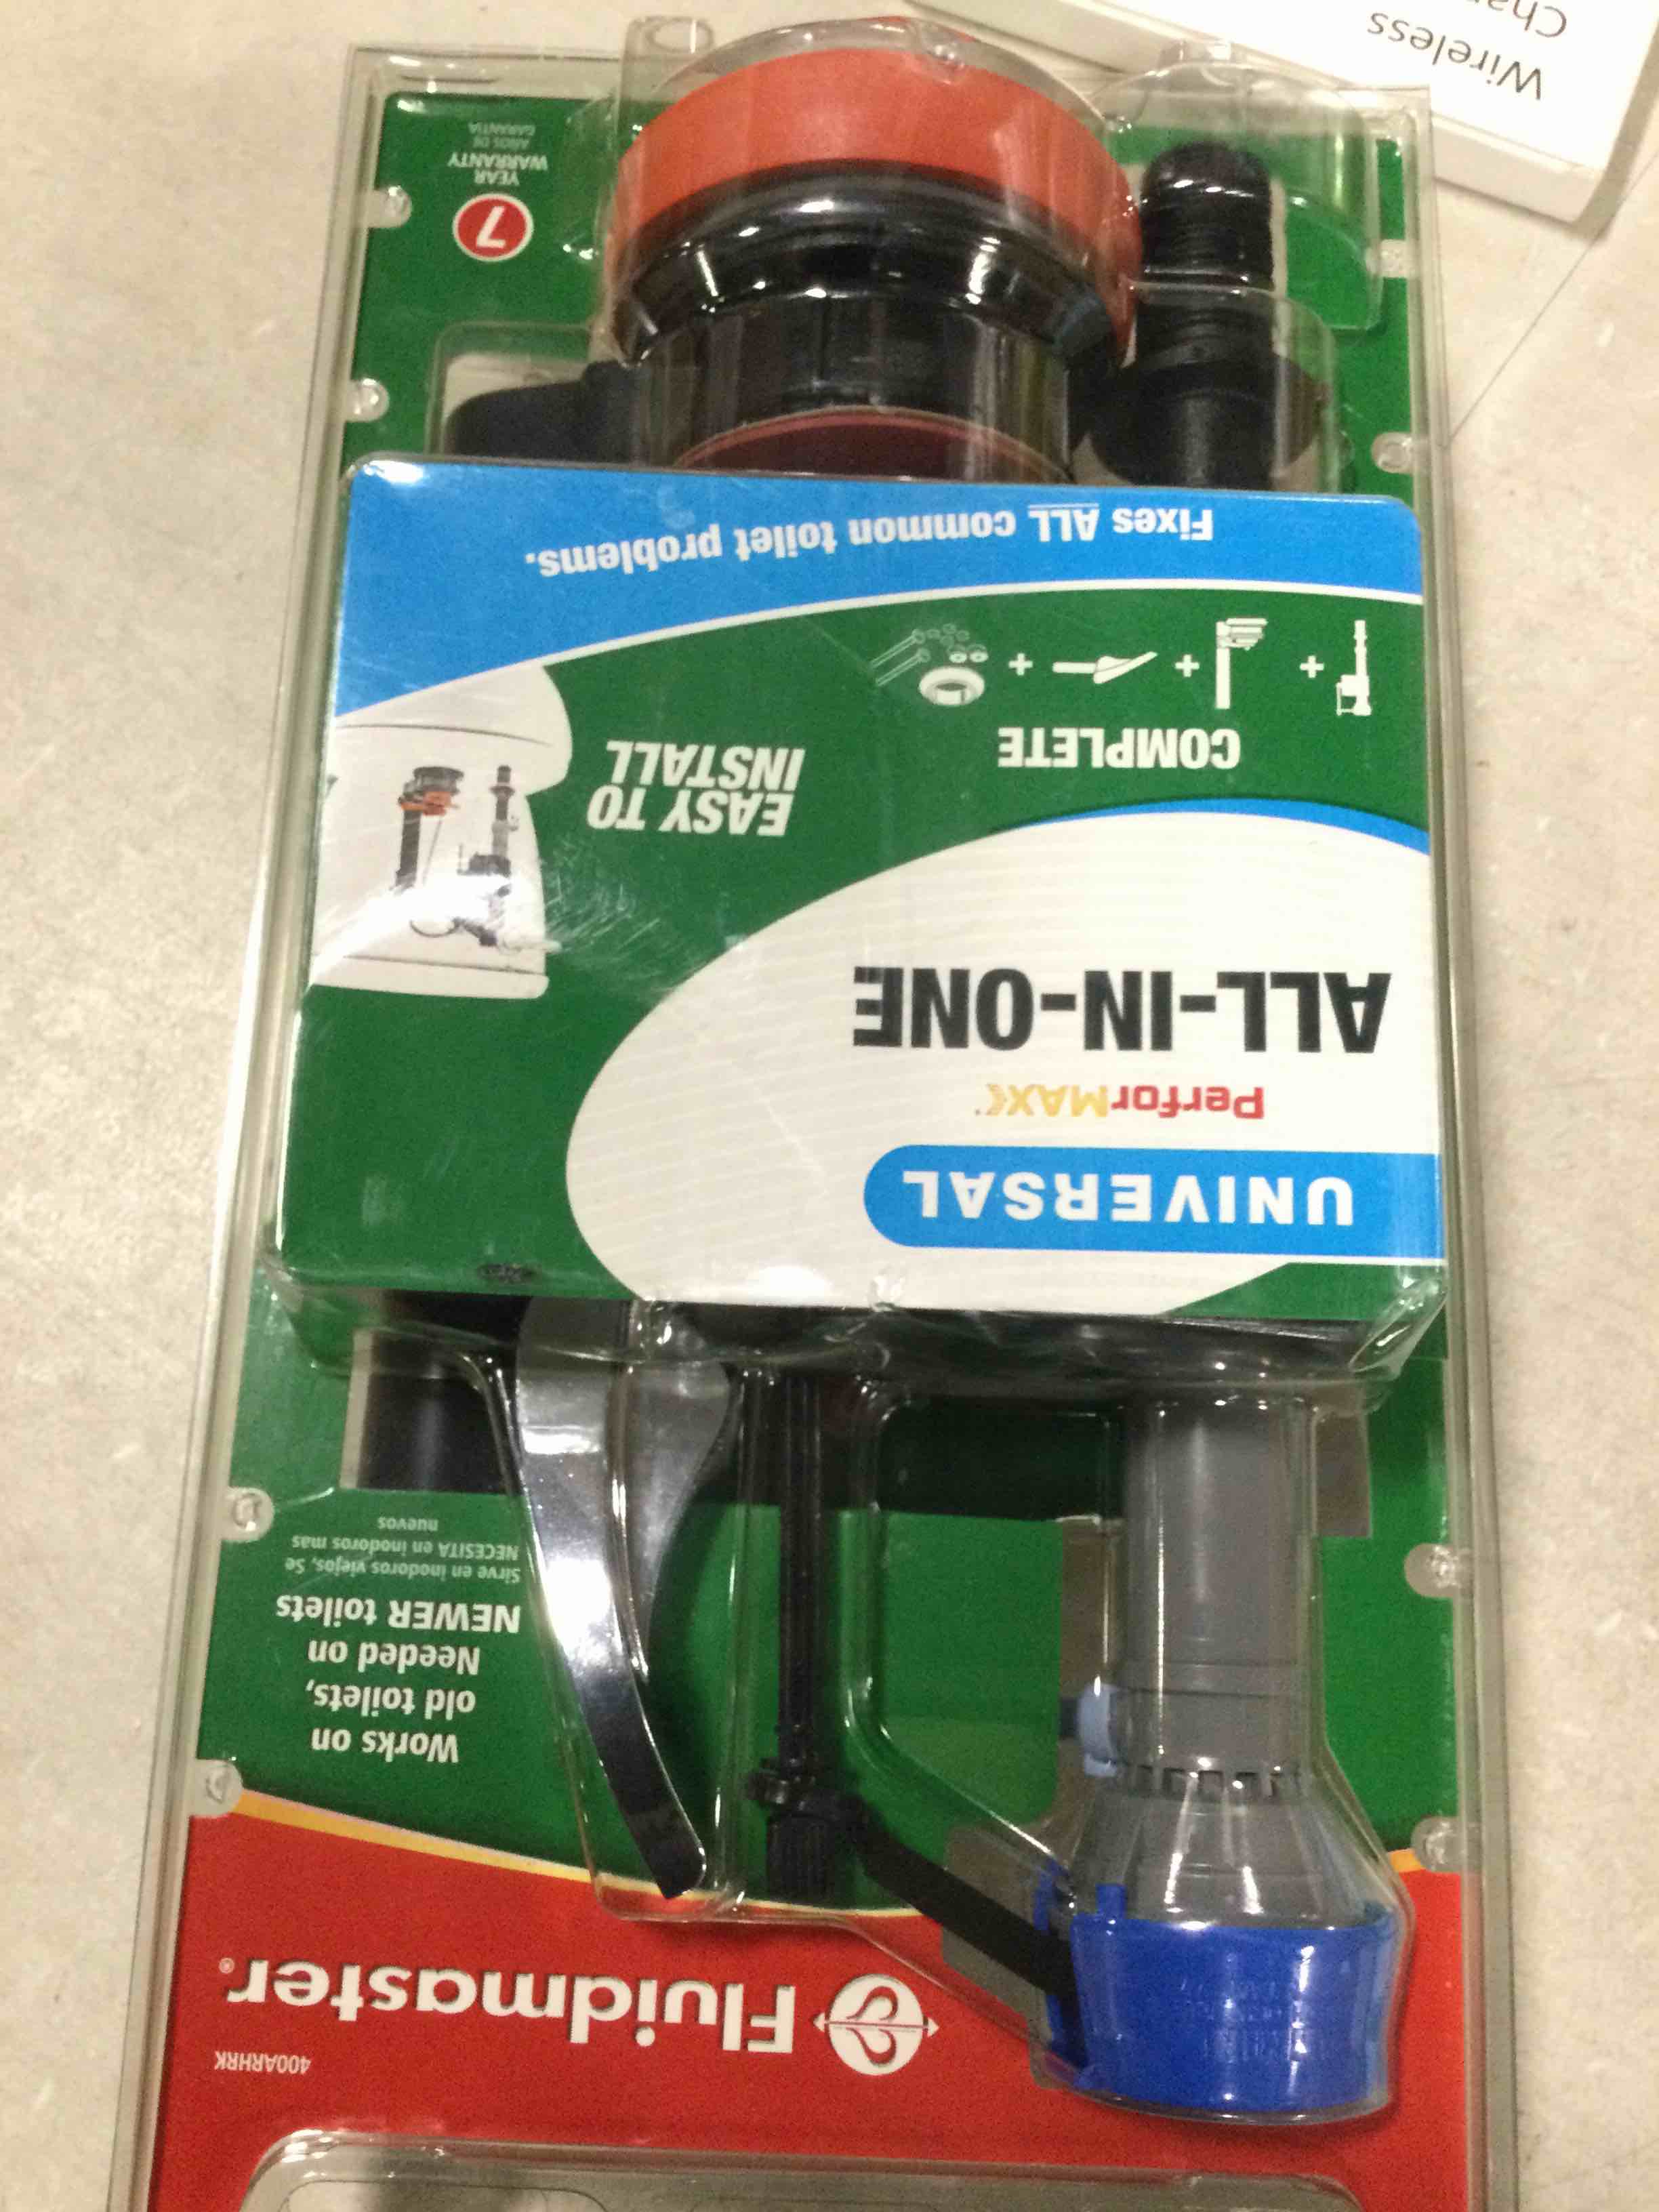 400ARHRK
Fluidmaster®
Works on
old toilets,
Needed on
NEWER toilets
Sirve en inodoros viejos, Se
NECESITA en inodoros mas
nuevos
UNIVERSAL
PerforMAX
ALL-IN-ONE
COMPLETE
+ + +
EASY TO
INSTALL
Fixes ALL common toilet problems.
7
YEAR
WARRANTY
AÑOS DE
GARANTIA
Wireless